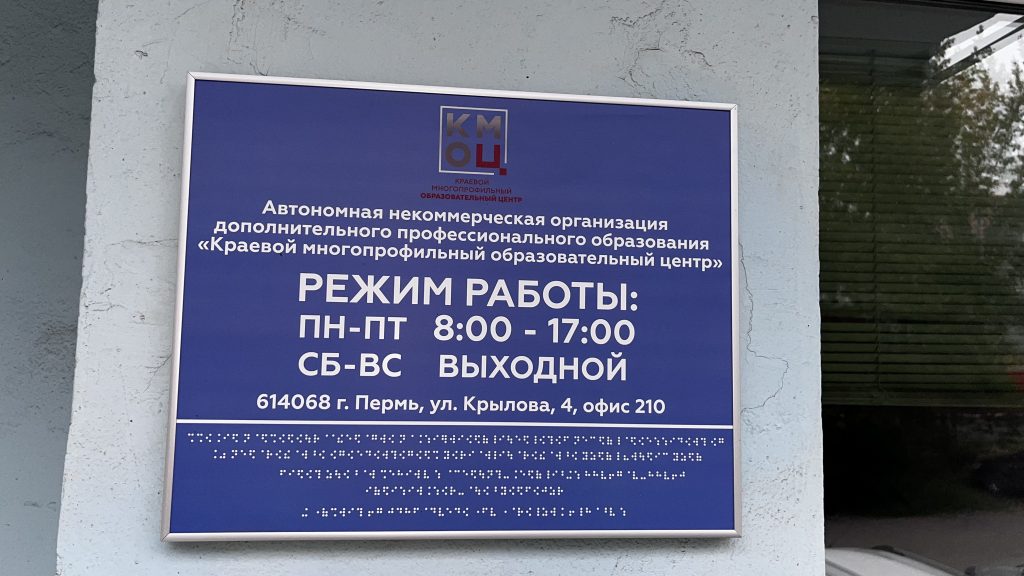 КМ
ОЦ
КРАЕВОЙ
МНОГОПРОФИЛЬНЫЙ
ОБРАЗОВАТЕЛЬНЫЙ ЦЕНТР
Автономная некоммерческая организация
дополнительного профессионального образования
«Краевой многопрофильный образовательный центр»
РЕЖИМ РАБОТЫ:
ПН-ПТ 8:00 - 17:00
СБ-ВС ВЫХОДНОЙ
614068 г. Пермь, ул. Крылова, 4, офис 210